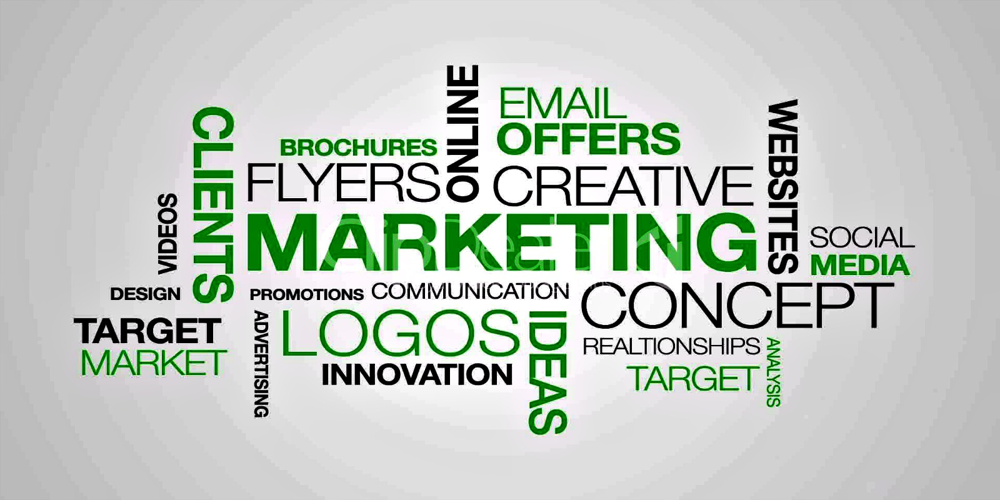 ONLINE
EMAIL
OFFERS
WEBSITES
CLIENTS
BROCHURES
FLYERS
CREATIVE
VIDEOS
MARKETING
SOCIAL
MEDIA
DESIGN
PROMOTIONS
COMMUNICATION
CONCEPT
TARGET
MARKET
ADVERTISING
LOGOS
INNOVATION
IDEAS
REALTIONSHIPS
TARGET
ANALYSIS